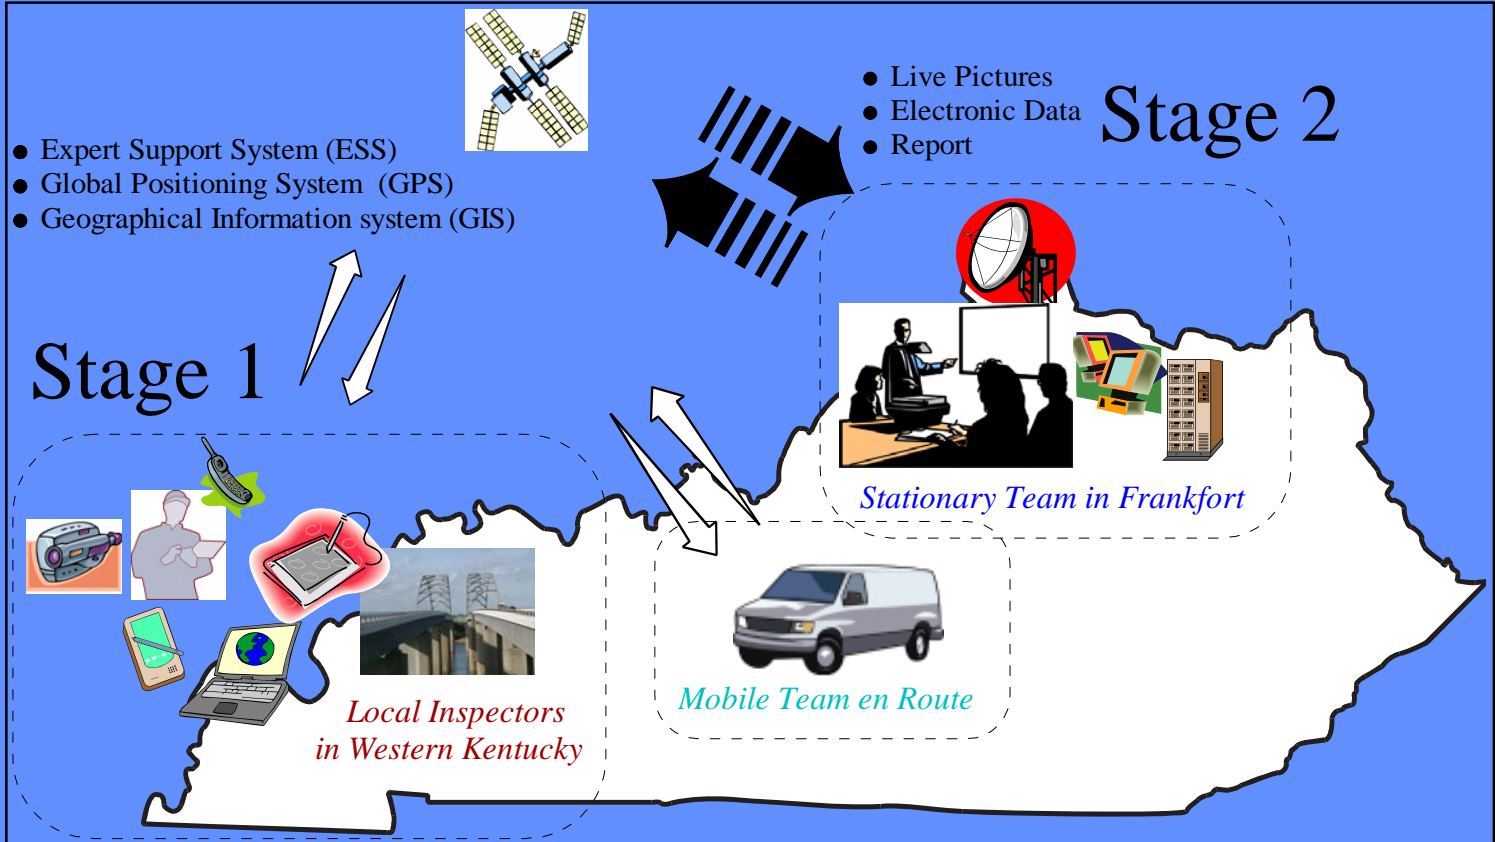 ● Live Pictures
● Electronic Data
● Report
Stage 2
● Expert Support System (ESS)
● Global Positioning System (GPS)
● Geographical Information system (GIS)
Stage 1
Stationary Team in Frankfort
Mobile Team en Route
Local Inspectors
in Western Kentucky